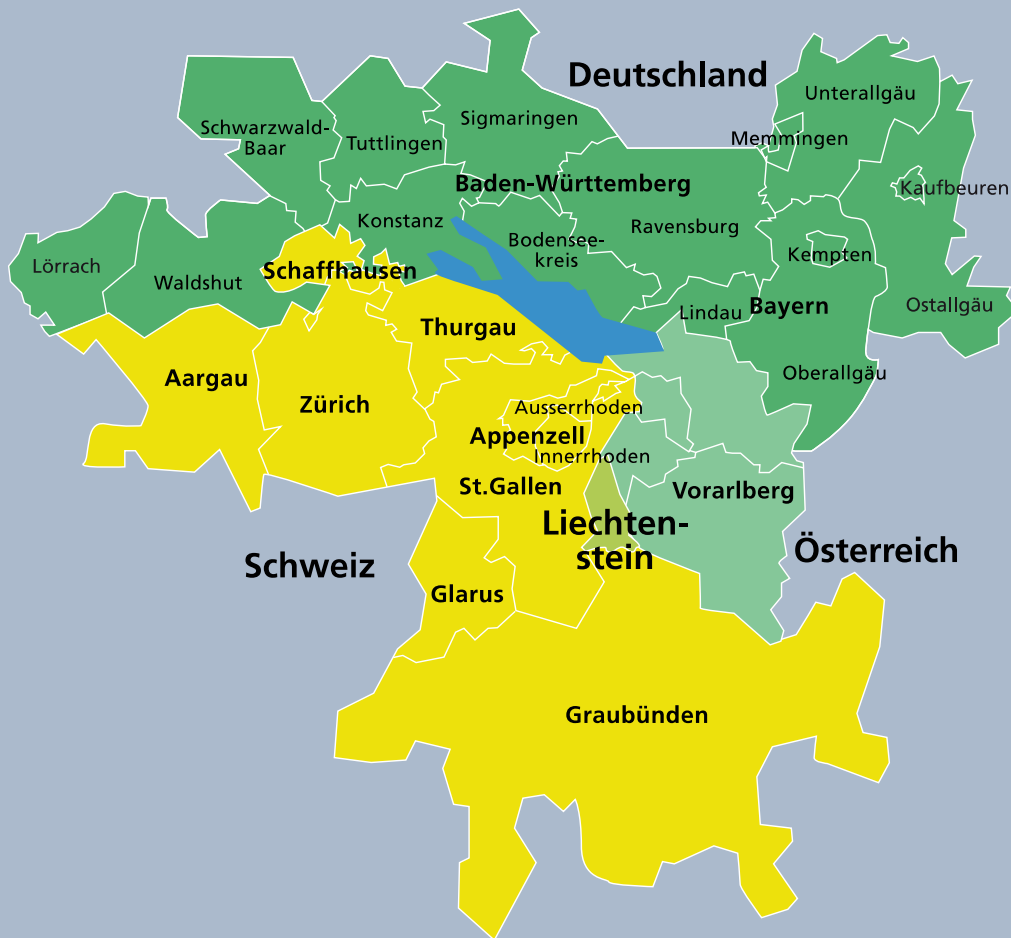 Deutschland
Unterallgäu
Sigmaringen
Schwarzwald-
Baar
Tuttlingen
Memmingen
Baden-Württemberg
Kaufbeuren
Konstanz
Ravensburg
Bodensee-
kreis
Kempten
Lörrach
Schaffhausen
Waldshut
Lindau
Bayern
Ostallgäu
Thurgau
Oberallgäu
Aargau
Zürich
Ausserrhoden
Appenzell
Innerrhoden
St.Gallen
Vorarlberg
Liechten-
stein
Österreich
Schweiz
Glarus
Graubünden